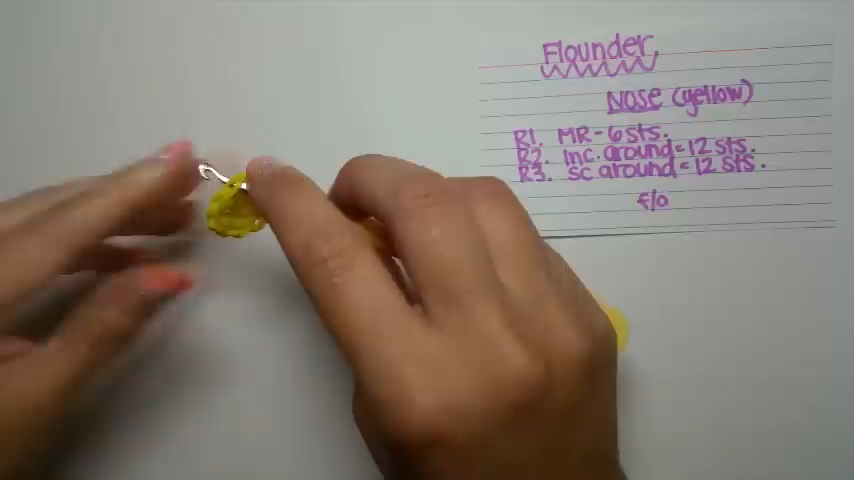 Flounder.
Nose (yellow)
R1. MR - 6 sts.
R2. Inc. around = 12 sts.
R3. sc around = 12 sts.
f/o